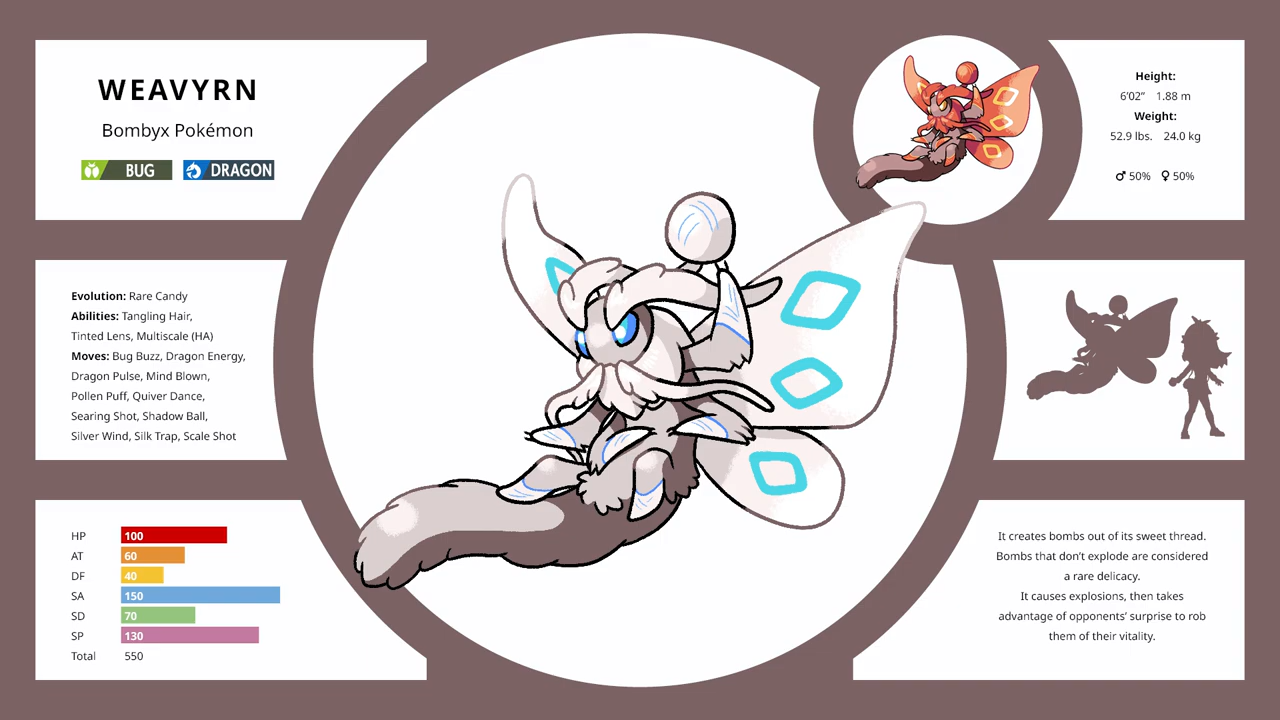 WEAVYRN
Bombyx Pokémon
BUG DRAGON
Height:
6'02" 1.88 m
Weight:
52.9 lbs. 24.0 kg
♂ 50% ♀ 50%
Evolution: Rare Candy
Abilities: Tangling Hair,
Tinted Lens, Multiscale (HA)
Moves: Bug Buzz, Dragon Energy,
Dragon Pulse, Mind Blown,
Pollen Puff, Quiver Dance,
Searing Shot, Shadow Ball,
Silver Wind, Silk Trap, Scale Shot
HP 100
AT 60
DF 40
SA 150
SD 70
SP 130
Total 550
It creates bombs out of its sweet thread.
Bombs that don't explode are considered
a rare delicacy.
It causes explosions, then takes
advantage of opponents' surprise to rob
them of their vitality.